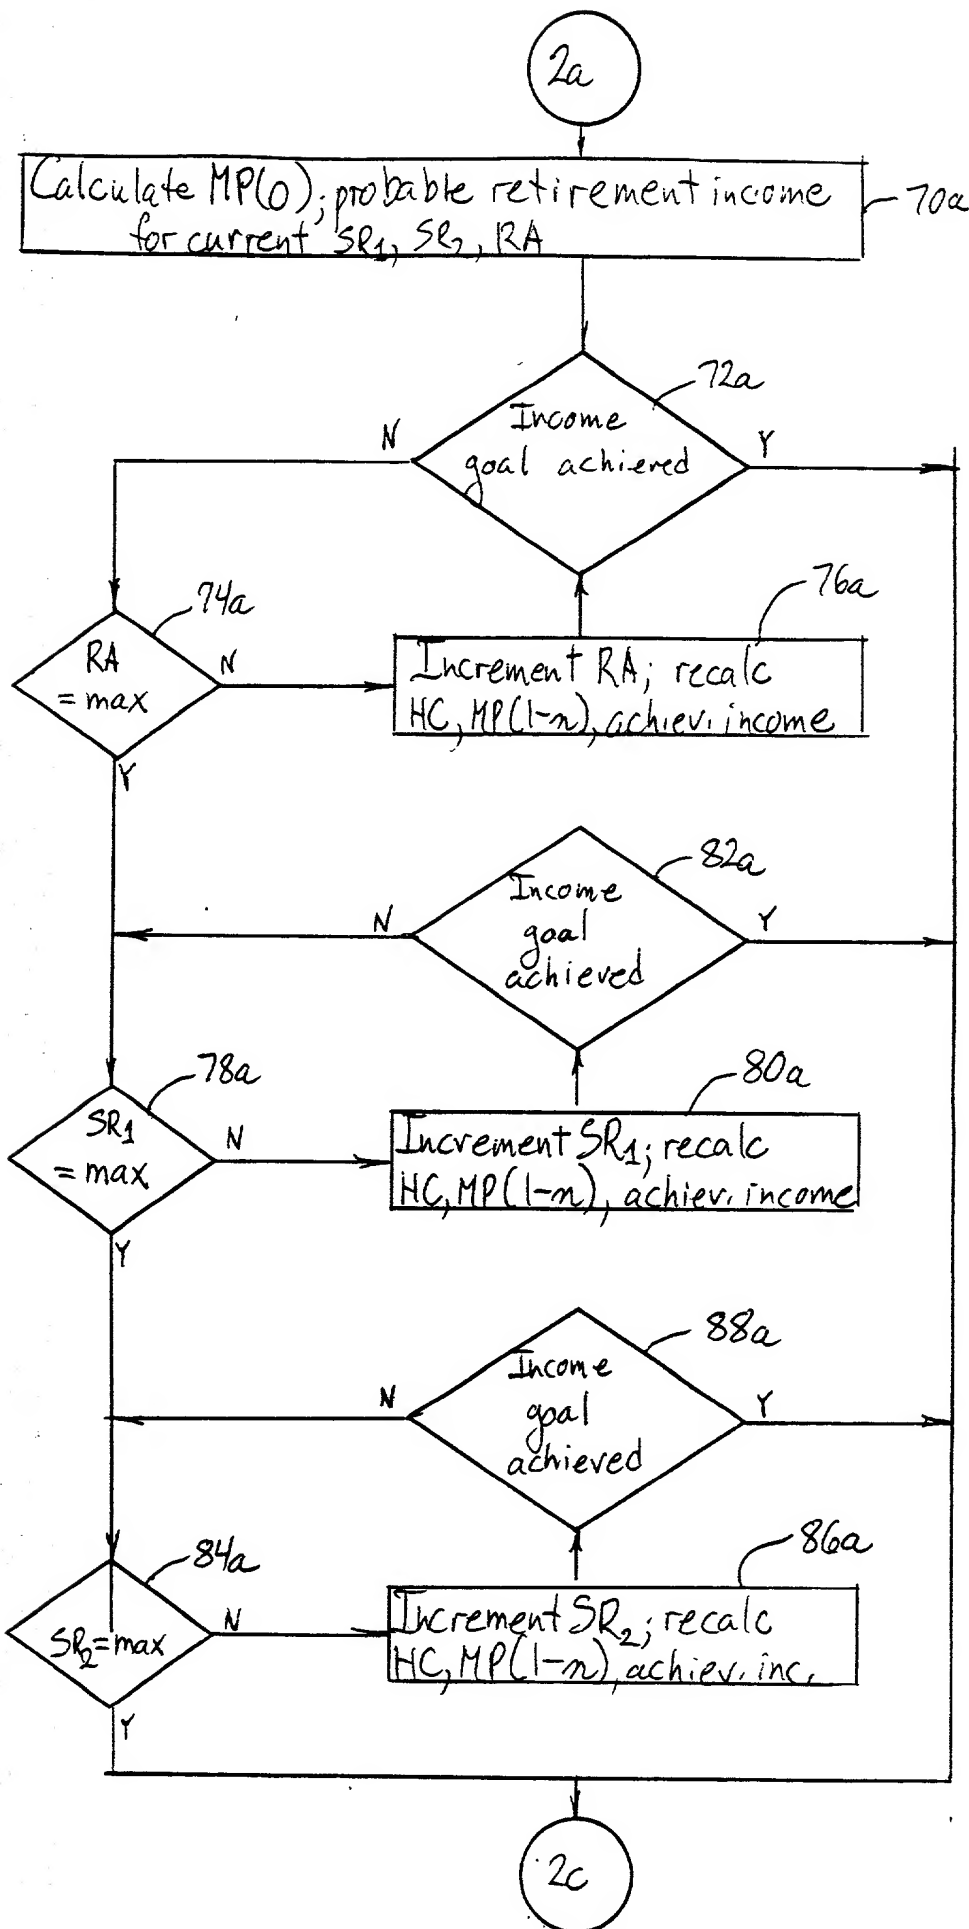 2a
Calculate MP(0); probable retirement income
for current SR1, SR2, RA
70a
72a
Income
goal achieved
N
Y
74a
RA
= max
N
Y
76a
Increment RA; recalc
HC, MP(1-n), achiev. income
82a
Income
goal
achieved
N
Y
78a
SR1
= max
N
Y
80a
Increment SR1; recalc
HC, MP(1-n), achiev. income
88a
Income
goal
achieved
N
Y
84a
SR2=max
N
Y
86a
Increment SR2; recalc
HC, MP(1-n), achiev. inc.
2c